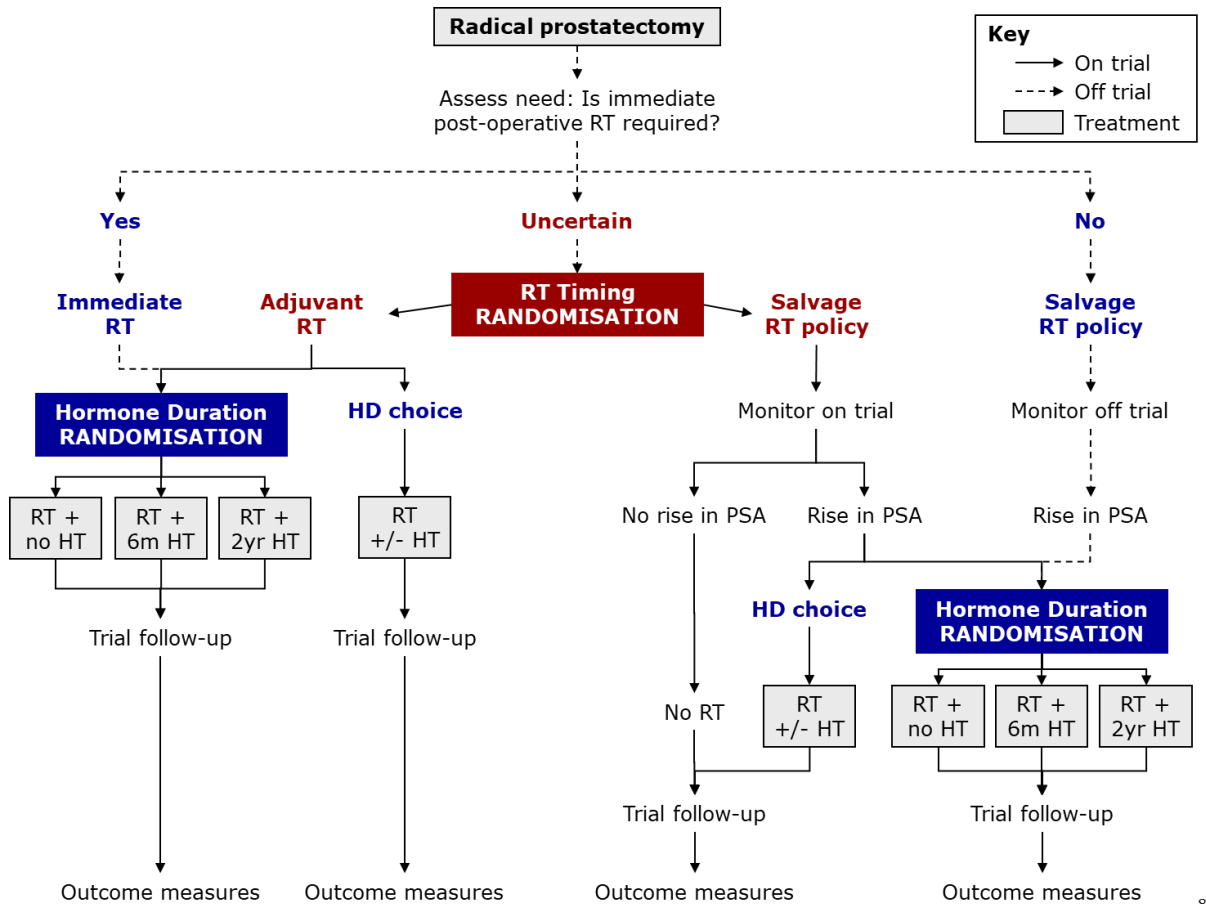 Radical prostatectomy
Key
On trial
Off trial
Treatment
Assess need: Is immediate
post-operative RT required?
Yes
Uncertain
No
Immediate
RT
Adjuvant
RT
RT Timing
RANDOMISATION
Salvage
RT policy
Salvage
RT policy
Hormone Duration
RANDOMISATION
HD choice
Monitor on trial
Monitor off trial
RT +
no HT
RT +
6m HT
RT +
2yr HT
RT
+/- HT
No rise in PSA
Rise in PSA
Rise in PSA
HD choice
Hormone Duration
RANDOMISATION
Trial follow-up
Trial follow-up
No RT
RT
+/- HT
RT +
no HT
RT +
6m HT
RT +
2yr HT
Trial follow-up
Trial follow-up
Outcome measures
Outcome measures
Outcome measures
Outcome measures